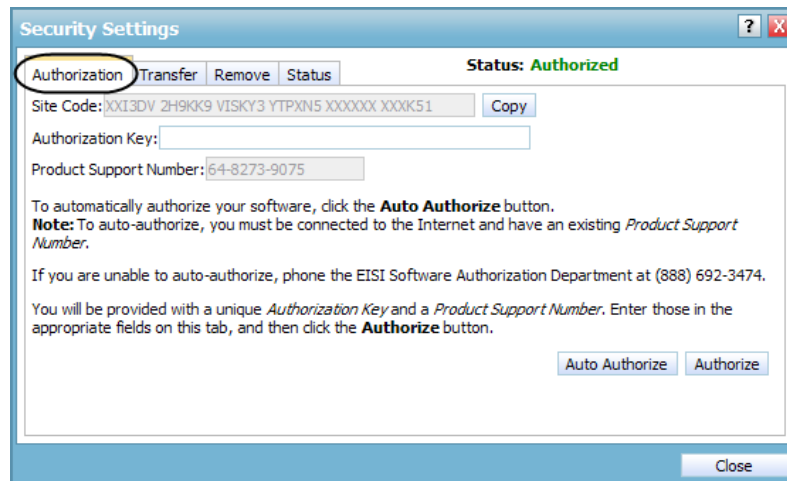 Security Settings
? X
Authorization Transfer Remove Status Status: Authorized
Site Code: XXI3DV 2H9KK9 VISKY3 YTPXN5 XXXXXX XXXK51 Copy
Authorization Key:
Product Support Number: 64-8273-9075
To automatically authorize your software, click the Auto Authorize button.
Note: To auto-authorize, you must be connected to the Internet and have an existing Product Support
Number.
If you are unable to auto-authorize, phone the EISI Software Authorization Department at (888) 692-3474.
You will be provided with a unique Authorization Key and a Product Support Number. Enter those in the
appropriate fields on this tab, and then click the Authorize button.
Auto Authorize Authorize
Close